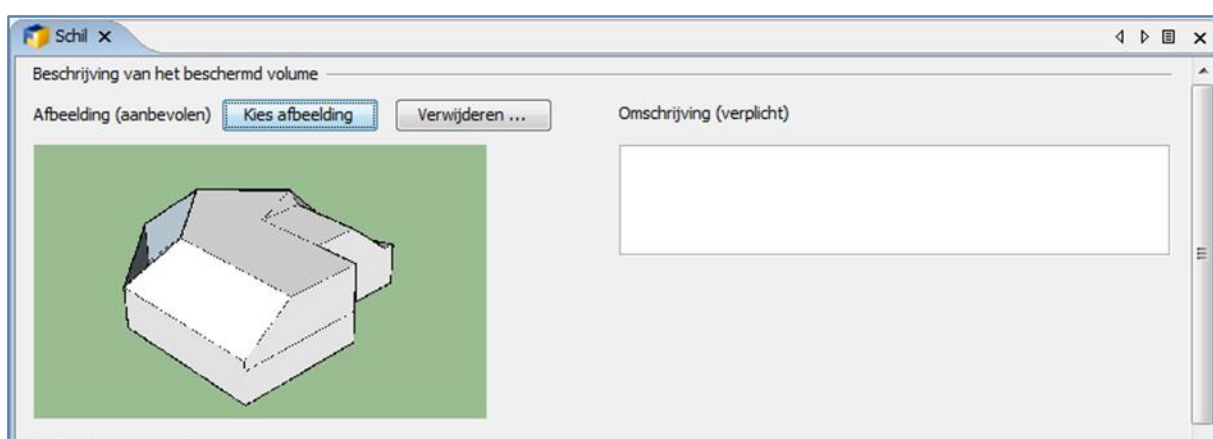 Schil
Beschrijving van het beschermd volume
Afbeelding (aanbevolen) Kies afbeelding Verwijderen ... Omschrijving (verplicht)